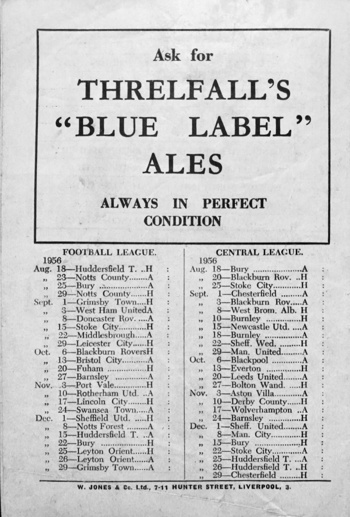 Ask for
THRELFALL'S
"BLUE LABEL"
ALES
ALWAYS IN PERFECT
CONDITION
FOOTBALL LEAGUE.
1956
Aug. 18—Huddersfield T. ..H :
„ 23—Notts County.......A :
„ 25—Bury ..............A :
„ 29—Notts County......H :
Sept. 1—Grimsby Town....H :
„ 3—West Ham UnitedA :
„ 8—Doncaster Rov. ....A :
„ 15—Stoke City...........H :
„ 22—Middlesbrough.....A :
„ 29—Leicester City......H :
Oct. 6—Blackburn RoversH :
„ 13—Bristol City..........A :
„ 20—Fulham ..............H :
„ 27—Barnsley ............A :
Nov. 3—Port Vale............H :
„ 10—Rotherham Utd. ..A :
„ 17—Lincoln City........H :
„ 24—Swansea Town.....A :
Dec. 1—Sheffield Utd. .....H :
„ 8—Notts Forest ........A :
„ 15—Huddersfield T. ...A :
„ 22—Bury ..................H :
„ 25—Leyton Orient......H :
„ 26—Leyton Orient......A :
„ 29—Grimsby Town.....A :
CENTRAL LEAGUE.
1956
Aug. 18—Bury ..................A :
„ 20—Blackburn Rov. ..H :
„ 25—Stoke City...........H :
Sept. 1—Chesterfield ........A :
„ 3—Blackburn Rov....A :
„ 8—West Brom. Alb. H :
„ 10—Burnley ..............H :
„ 15—Newcastle Utd. ....A :
„ 18—Burnley ..............A :
„ 22—Sheff. Wed. .........H :
„ 29—Man. United........A :
Oct. 6—Blackpool ...........H :
„ 13—Everton ..............H :
„ 20—Leeds United.......A :
„ 27—Bolton Wand. .....H :
Nov. 3—Aston Villa..........A :
„ 10—Derby County......H :
„ 17—Wolverhampton ..A :
„ 24—Barnsley .............H :
Dec. 1—Sheff. United.......A :
„ 8—Man. City............H :
„ 15—Bury ..................H :
„ 22—Stoke City...........A :
„ 25—Huddersfield T. ...A :
„ 26—Huddersfield T. ..H :
„ 29—Chesterfield ........H :
W. JONES & Co. Ltd., 7-11 HUNTER STREET, LIVERPOOL, 3.